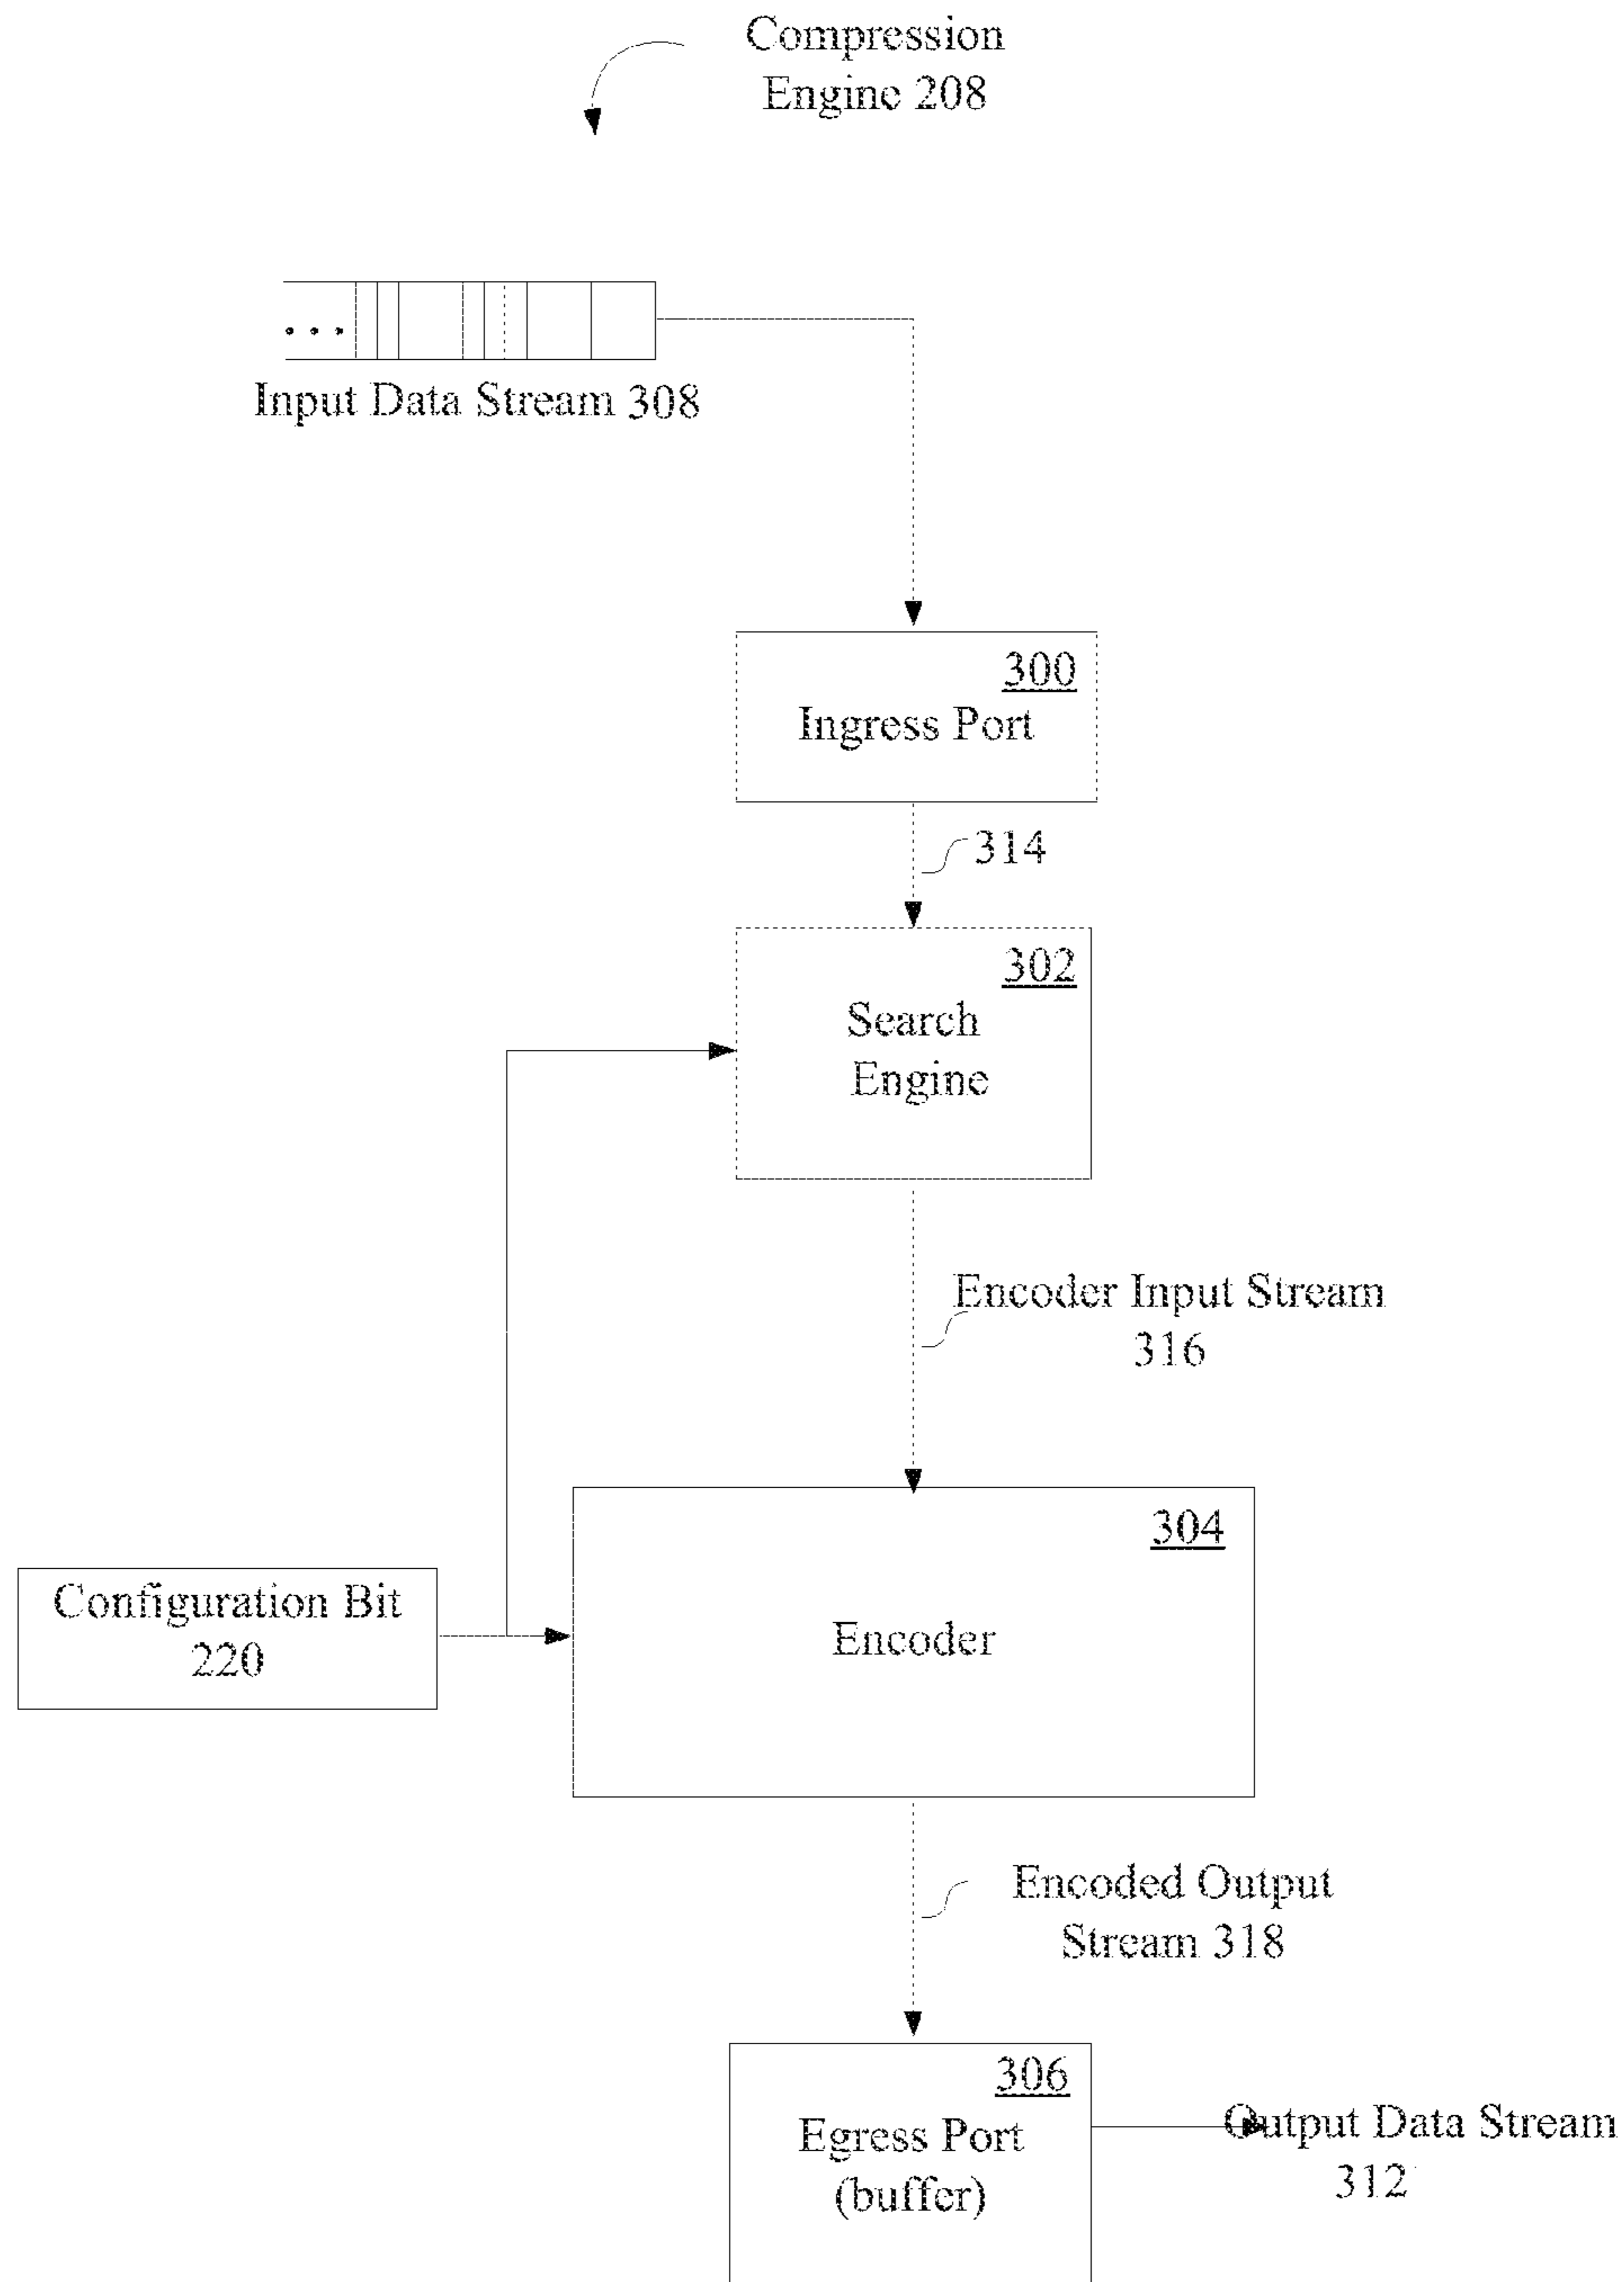 Compression
Engine 208
...
Input Data Stream 308
300
Ingress Port
314
302
Search
Engine
Encoder Input Stream
316
304
Configuration Bit
220
Encoder
Encoded Output
Stream 318
306
Egress Port
(buffer)
Output Data Stream
312